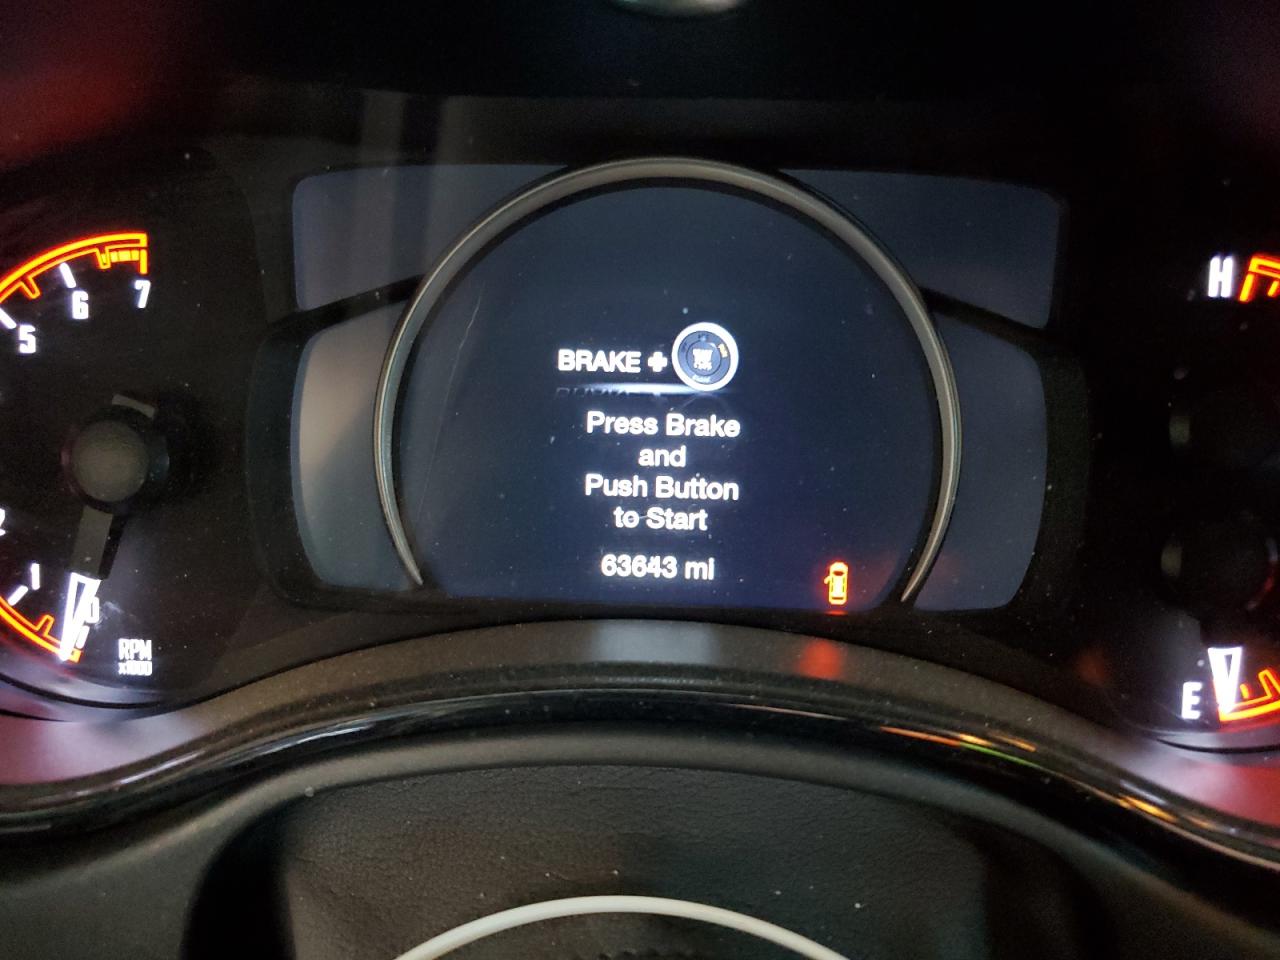 BRAKE +
Press Brake
and
Push Button
to Start
63643 mi
5
6
7
1
0
RPM
x1000
H
E